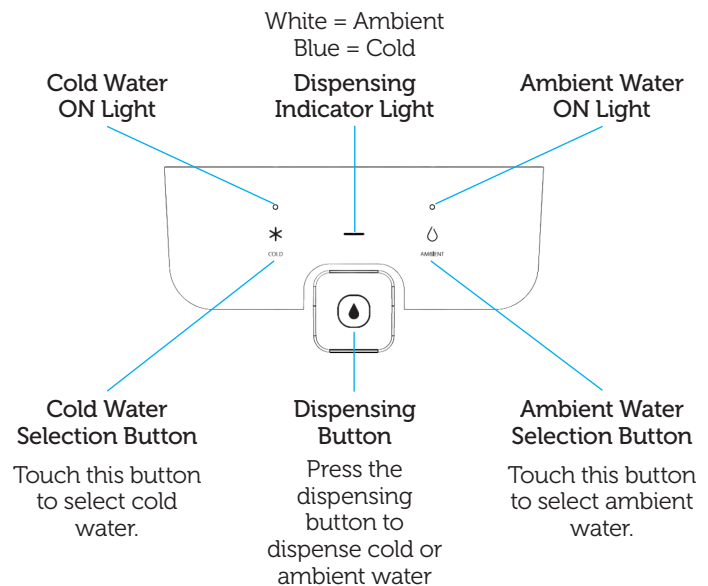 White = Ambient
Blue = Cold
Cold Water
ON Light
Dispensing
Indicator Light
Ambient Water
ON Light
COLD
AMBIENT
Cold Water
Selection Button
Touch this button
to select cold
water.
Dispensing
Button
Press the
dispensing
button to
dispense cold or
ambient water
Ambient Water
Selection Button
Touch this button
to select ambient
water.